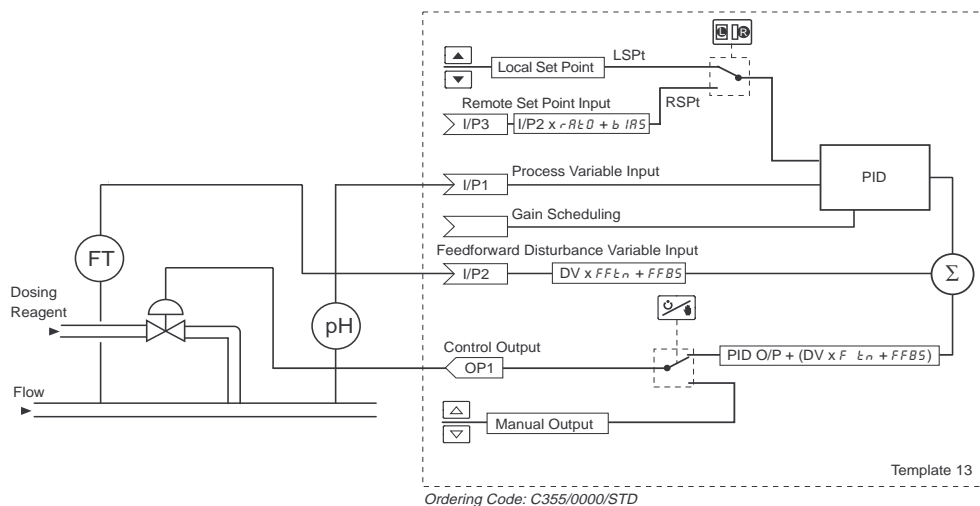 LSPt
Local Set Point
Remote Set Point Input
RSPt
I/P3
I/P2 x rAtO + bIAS
Process Variable Input
I/P1
PID
Gain Scheduling
Feedforward Disturbance Variable Input
FT
I/P2
DV x FFtn + FFBS
Σ
Dosing
Reagent
pH
Control Output
OP1
PID O/P + (DV x F tn + FFBS)
Flow
Manual Output
Template 13
Ordering Code: C355/0000/STD
L
R